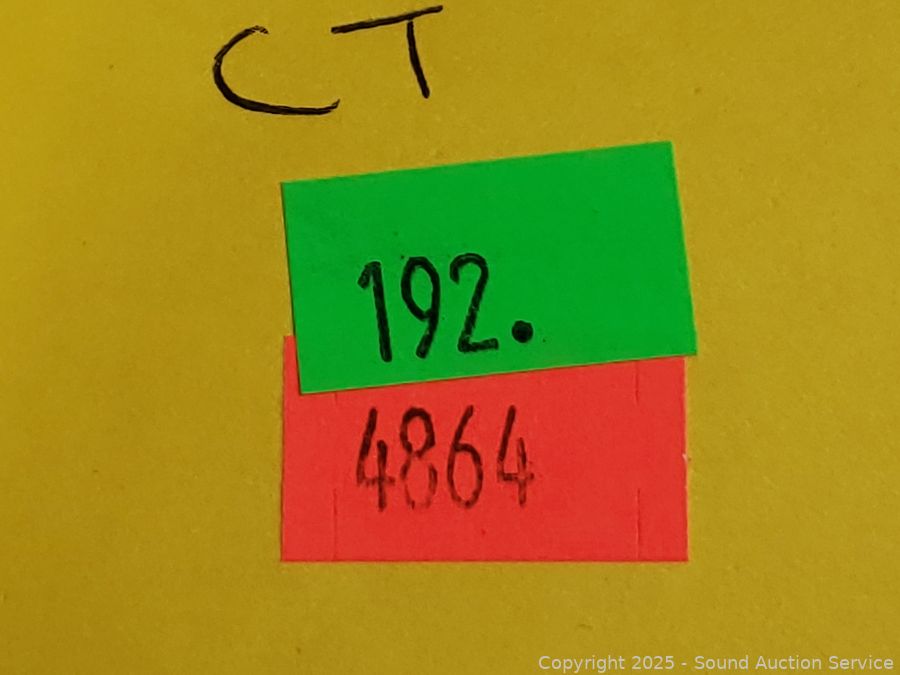 CT
192.
4864
Copyright 2025 - Sound Auction Service